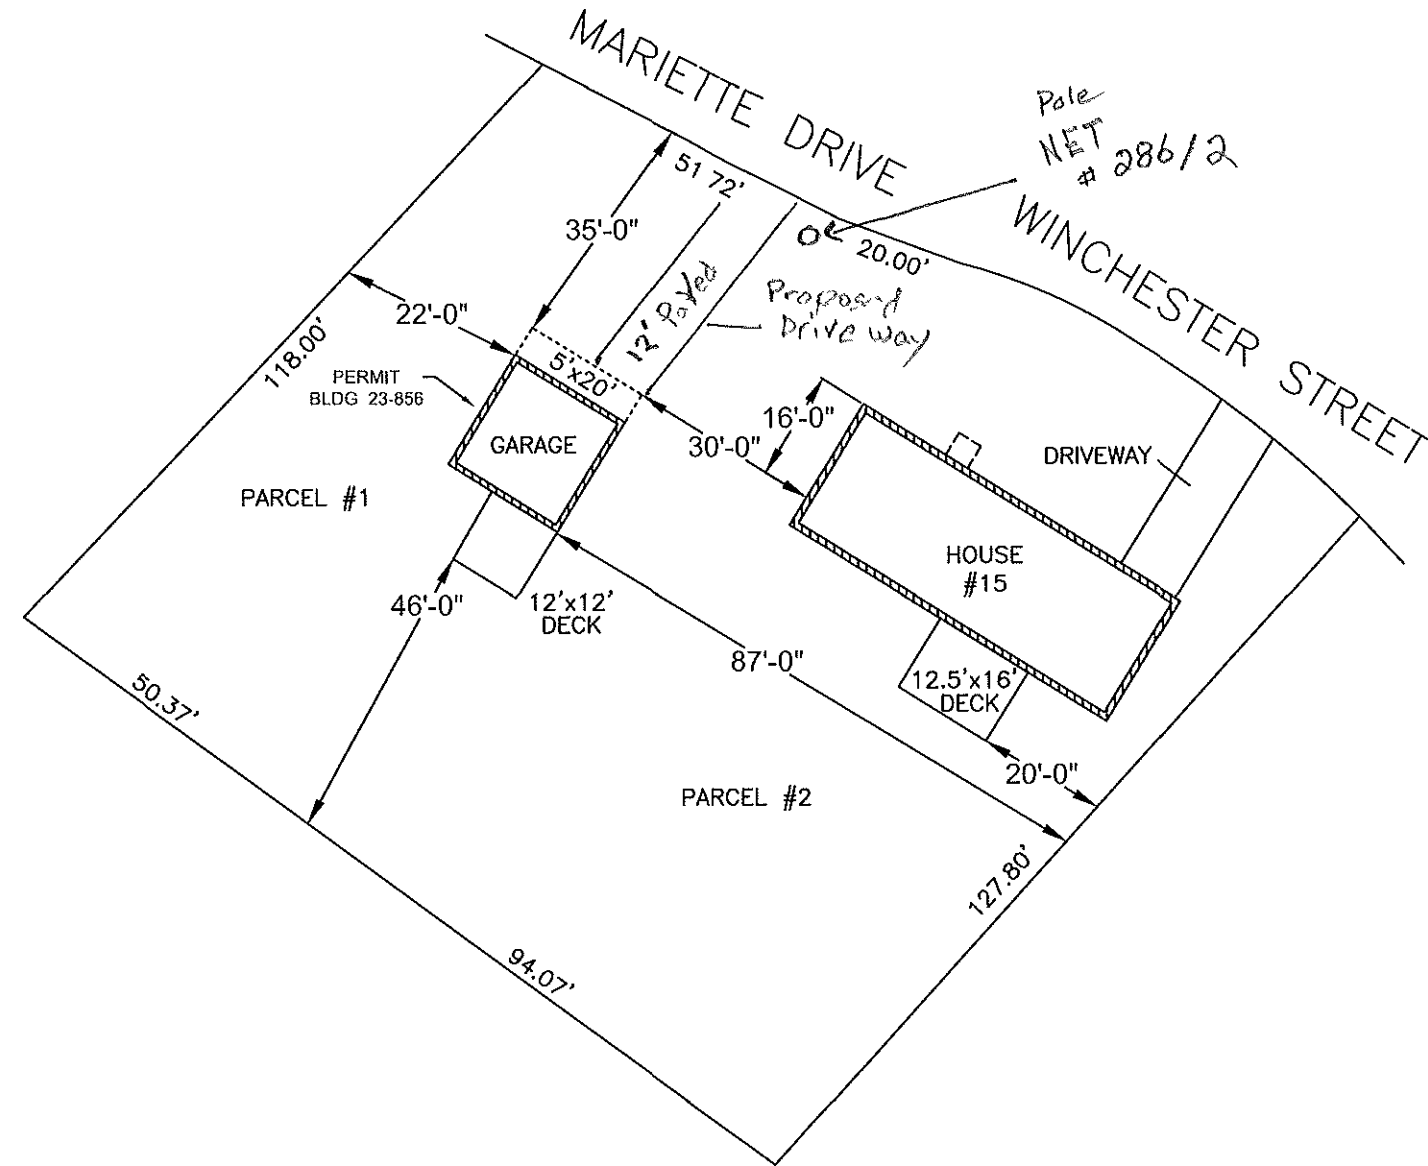 MARIETTE DRIVE
WINCHESTER STREET
Pole
NET
# 286/2
51 72'
20.00'
35'-0"
22'-0"
118.00'
12' Paved
Proposed
Drive way
5'x20'
PERMIT
BLDG 23-856
GARAGE
PARCEL #1
30'-0"
16'-0"
DRIVEWAY
HOUSE
#15
46'-0"
12'x12'
DECK
87'-0"
12.5'x16'
DECK
20'-0"
50.37'
PARCEL #2
127.80'
94.07'